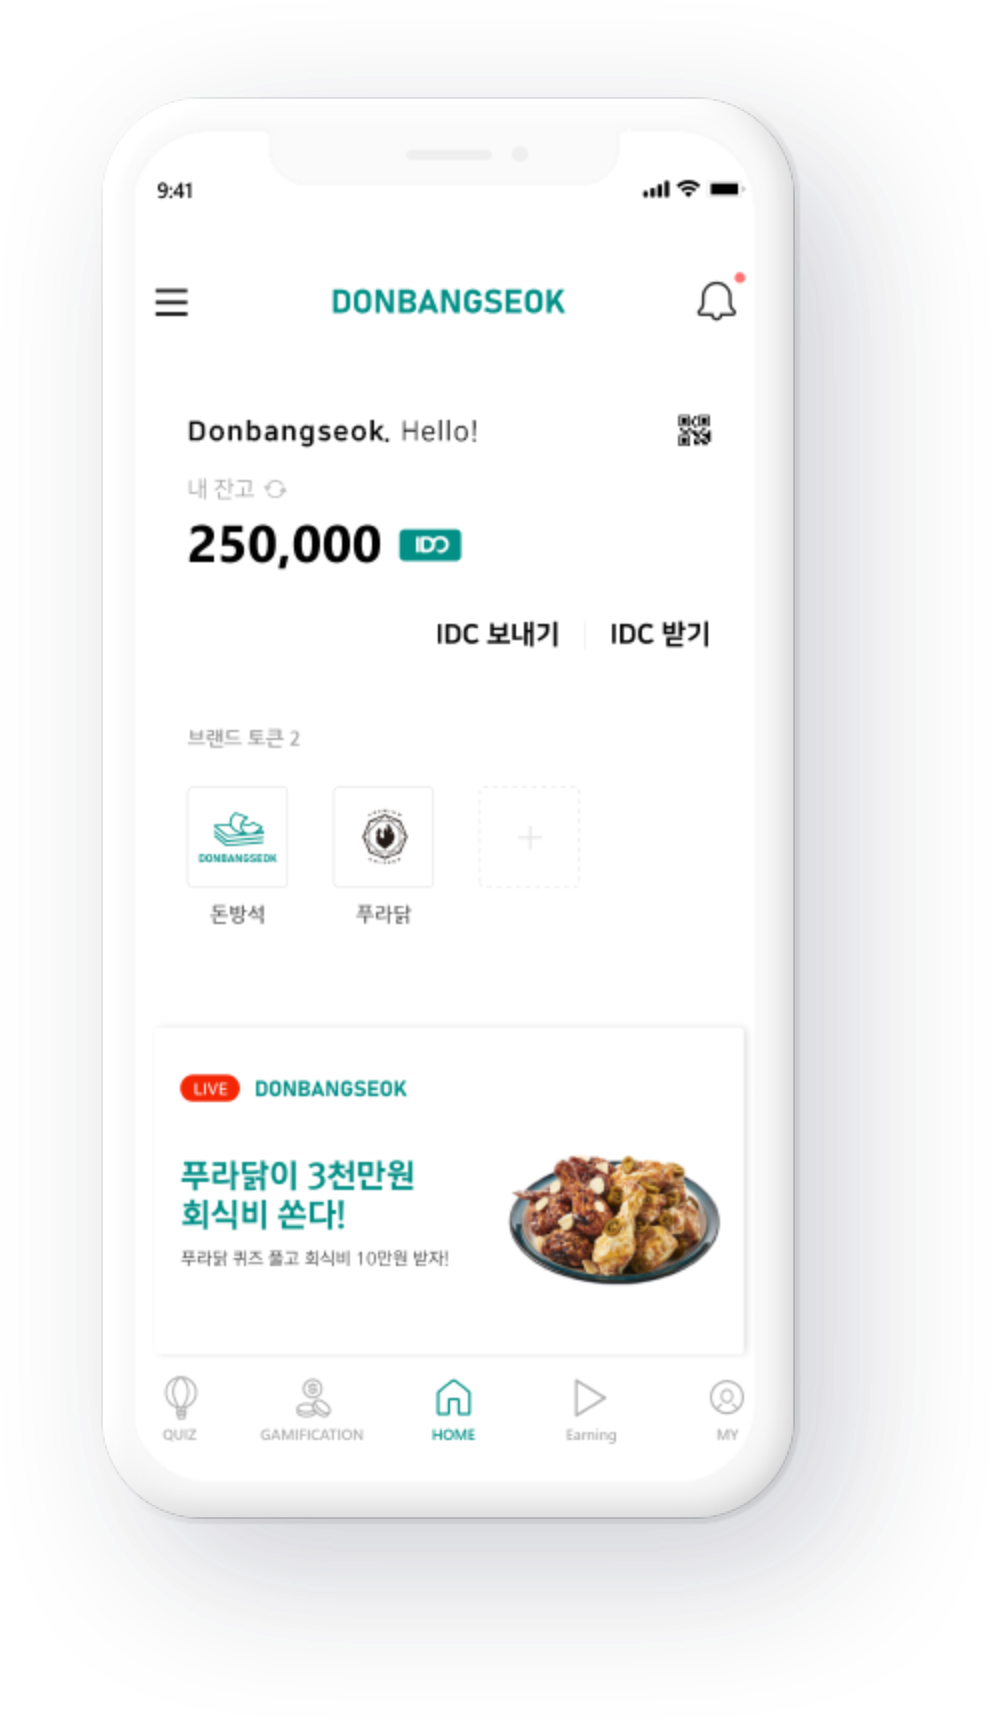 9:41
DONBANGSEOK
Donbangseok. Hello!
내 잔고
250,000 IDC
IDC 보내기 IDC 받기
브랜드 토큰 2
DONBANGSEOK
돈방석 푸라닭
LIVE DONBANGSEOK
푸라닭이 3천만원
회식비 쏜다!
푸라닭 퀴즈 풀고 회식비 10만원 받자!
QUIZ GAMIFICATION HOME Earning MY